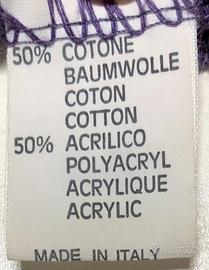 50% COTONE
BAUMWOLLE
COTON
COTTON
50% ACRILICO
POLYACRYL
ACRYLIQUE
ACRYLIC
MADE IN ITALY